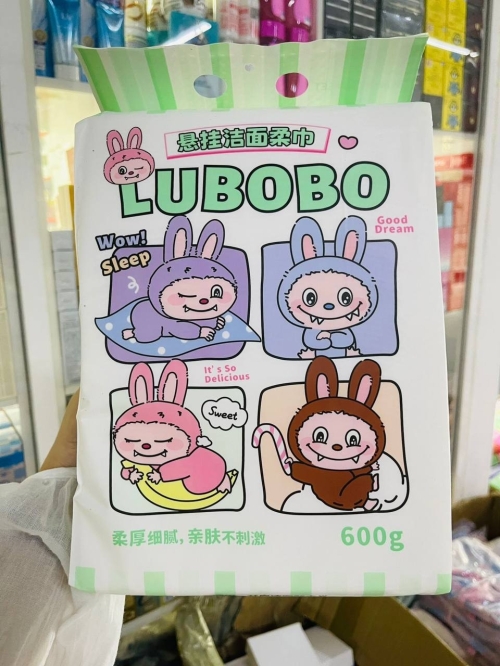 悬挂洁面柔巾
LUBOBO
Good
Dream
Wow!
Sleep
It's So
Delicious
Sweet
柔厚细腻，亲肤不刺激
600g